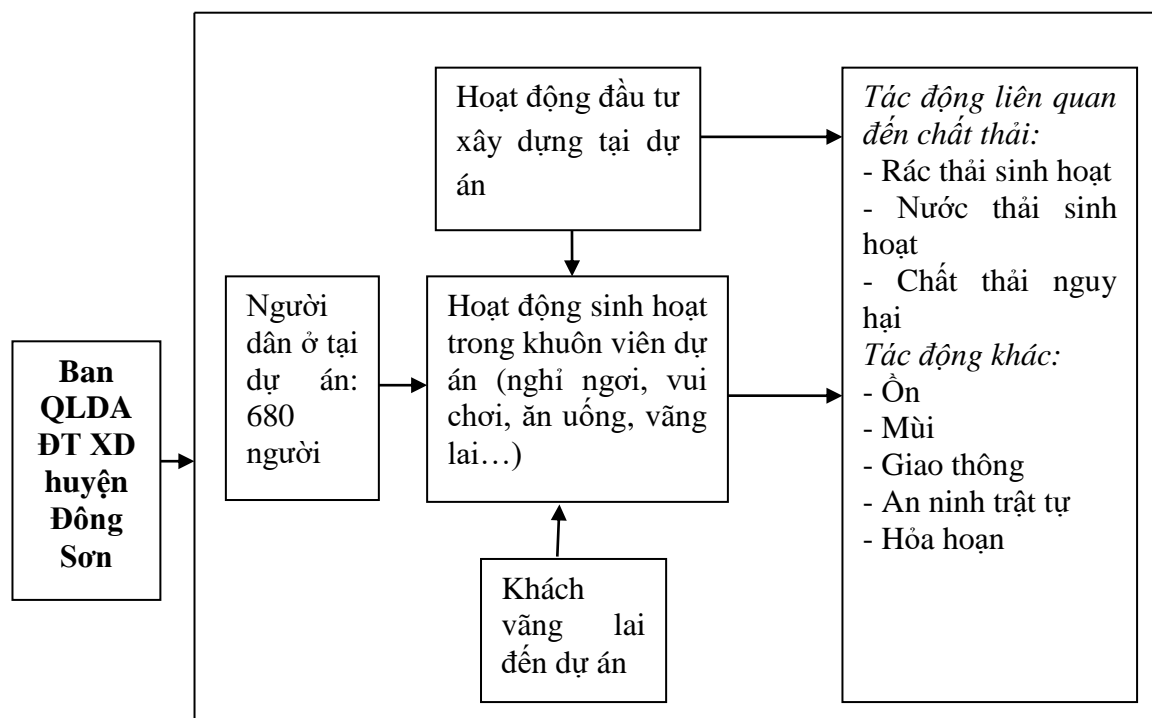 Ban
QLDA
ĐT XD
huyện
Đông
Sơn
Người
dân ở tại
dự án:
680
người
Hoạt động đầu tư
xây dựng tại dự
án
Hoạt động sinh hoạt
trong khuôn viên dự
án (nghỉ ngơi, vui
chơi, ăn uống, vãng
lai…)
Khách
vãng lai
đến dự án
Tác động liên quan
đến chất thải:
- Rác thải sinh hoạt
- Nước thải sinh
hoạt
- Chất thải nguy
hại
Tác động khác:
- Ồn
- Mùi
- Giao thông
- An ninh trật tự
- Hỏa hoạn